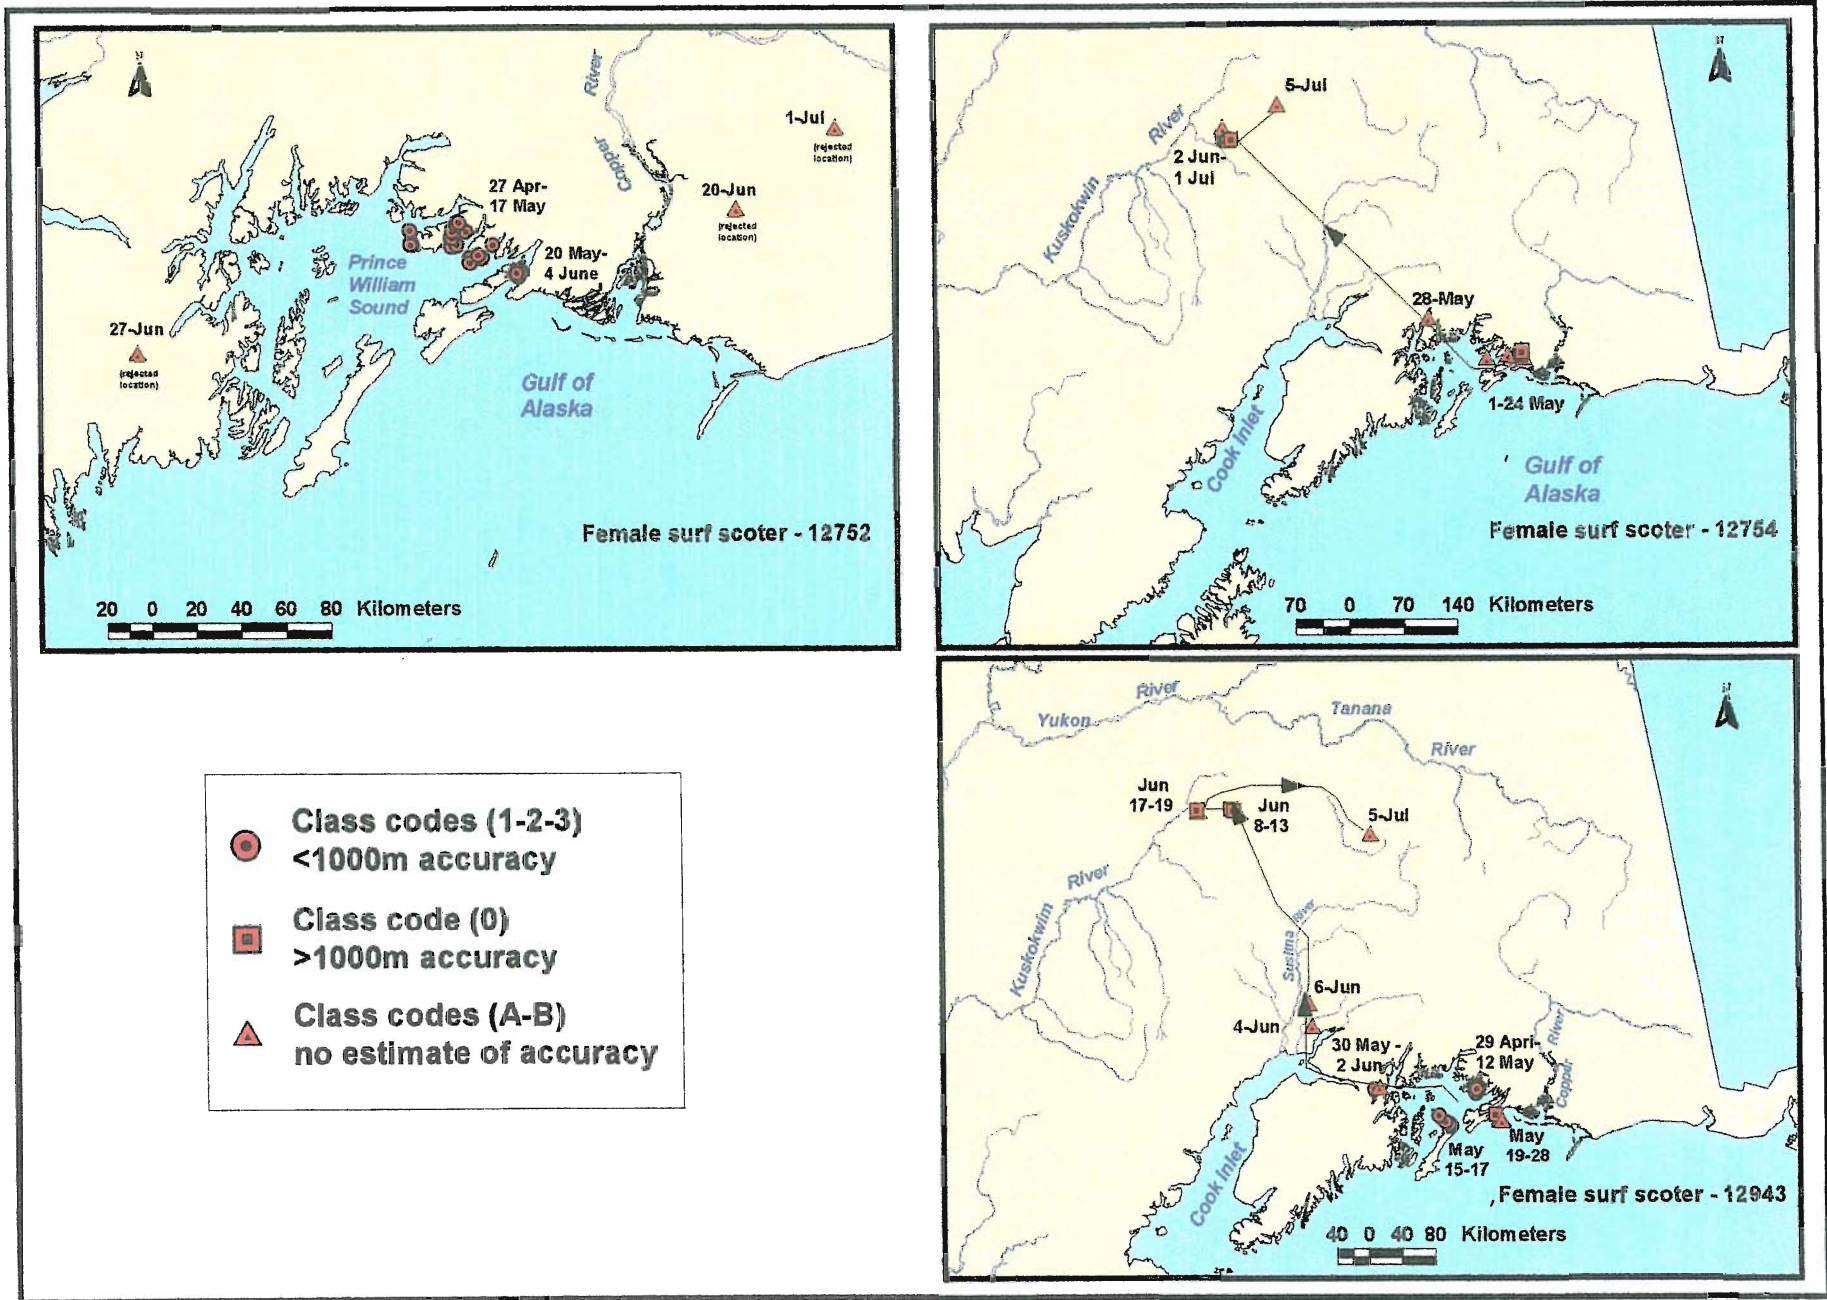 River
Copper
1-Jul
(rejected
location)
20-Jun
(rejected
location)
27 Apr-
17 May
20 May-
4 June
Prince
William
Sound
27-Jun
(rejected
location)
Gulf of
Alaska
Female surf scoter - 12752
20 0 20 40 60 80 Kilometers
5-Jul
River
2 Jun-
1 Jul
Kuskokwin
28-May
1-24 May
Cook Inlet
Gulf of
Alaska
Female surf scoter - 12754
70 0 70 140 Kilometers
Class codes (1-2-3)
<1000m accuracy
Class code (0)
>1000m accuracy
Class codes (A-B)
no estimate of accuracy
River
Yukon
Tanana
River
Jun
17-19
Jun
8-13
5-Jul
River
Kuskokwim
River
Susitna
6-Jun
4-Jun
30 May -
2 Jun
29 Apri-
12 May
River
Copper
May
19-28
May
15-17
Cook Inlet
Female surf scoter - 12943
40 0 40 80 Kilometers